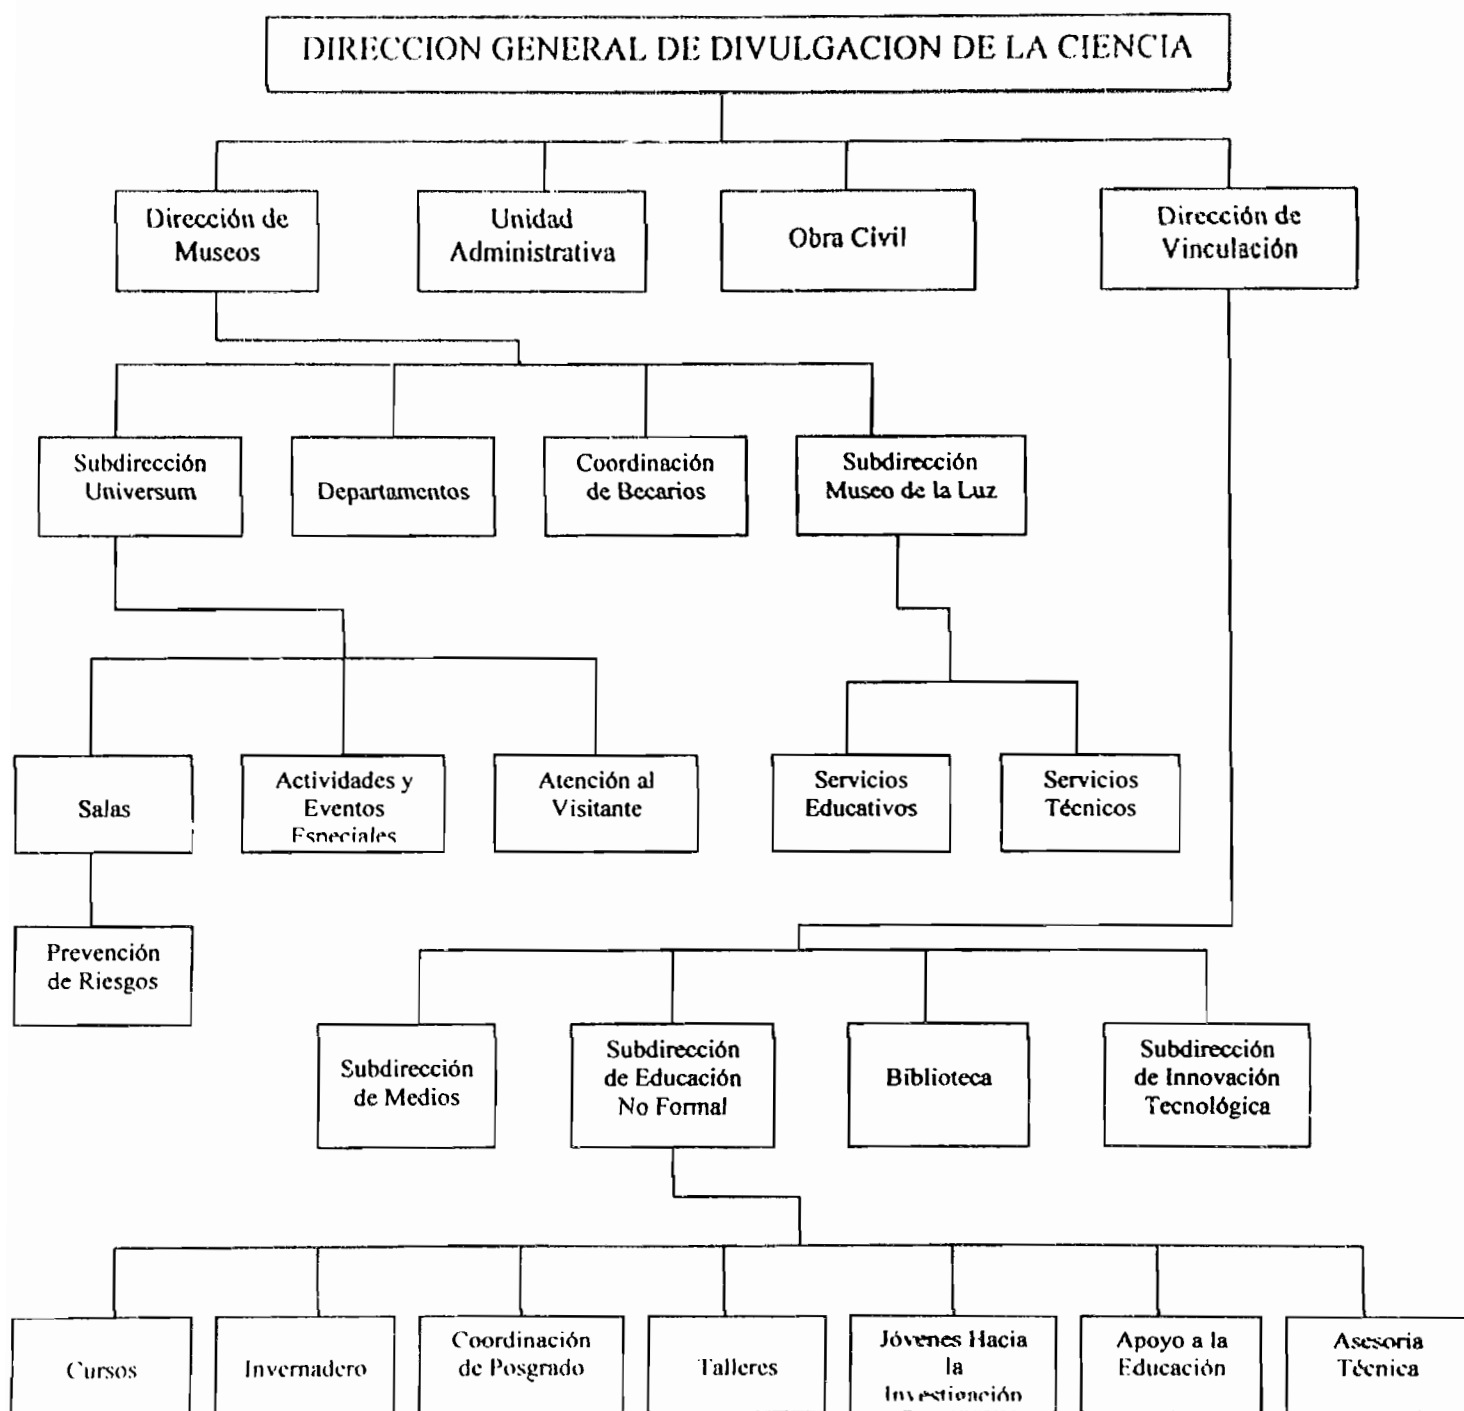 DIRECCION GENERAL DE DIVULGACION DE LA CIENCIA
Dirección de
Museos
Unidad
Administrativa
Obra Civil
Dirección de
Vinculación
Subdirección
Universum
Departamentos
Coordinación
de Becarios
Subdirección
Museo de la Luz
Salas
Actividades y
Eventos
Especiales
Atención al
Visitante
Servicios
Educativos
Servicios
Técnicos
Prevención
de Riesgos
Subdirección
de Medios
Subdirección
de Educación
No Formal
Biblioteca
Subdirección
de Innovación
Tecnológica
Cursos
Invernadero
Coordinación
de Posgrado
Talleres
Jóvenes Hacia
la
Investigación
Apoyo a la
Educación
Asesoria
Técnica